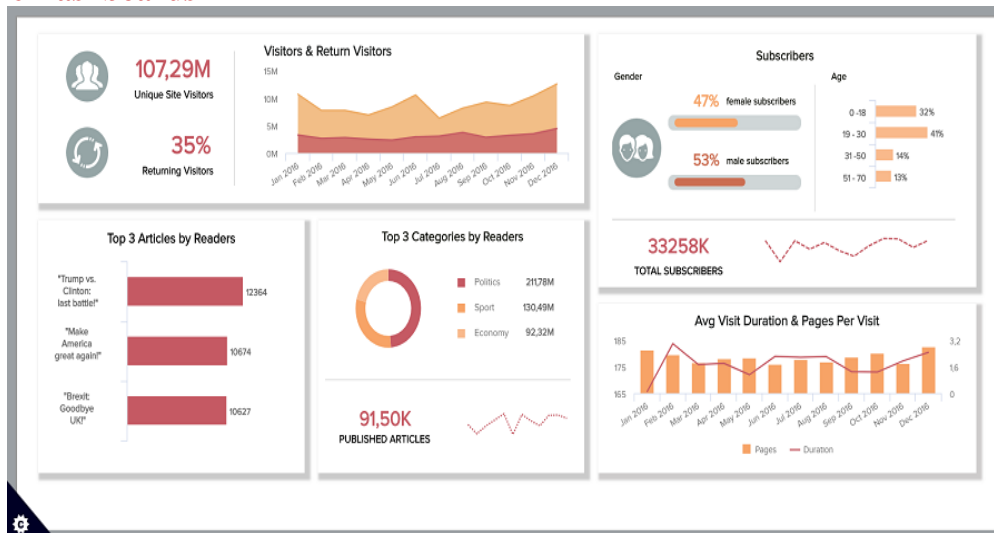 107,29M
Unique Site Visitors
35%
Returning Visitors
Visitors & Return Visitors
15M
10M
5M
0M
Jan 2016
Feb 2016
Mar 2016
Apr 2016
May 2016
Jun 2016
Jul 2016
Aug 2016
Sep 2016
Oct 2016
Nov 2016
Dec 2016
Subscribers
Gender
47% female subscribers
53% male subscribers
Age
0 -18 32%
19 - 30 41%
31 -50 14%
51 - 70 13%
33258K
TOTAL SUBSCRIBERS
Top 3 Articles by Readers
"Trump vs.
Clinton:
last battle!"
12364
"Make
America
great again!"
10674
"Brexit:
Goodbye
UK!"
10627
Top 3 Categories by Readers
Politics 211,78M
Sport 130,49M
Economy 92,32M
91,50K
PUBLISHED ARTICLES
Avg Visit Duration & Pages Per Visit
185
175
165
3,2
1,6
0
Jan 2016
Feb 2016
Mar 2016
Apr 2016
May 2016
Jun 2016
Jul 2016
Aug 2016
Sep 2016
Oct 2016
Nov 2016
Dec 2016
Pages
Duration